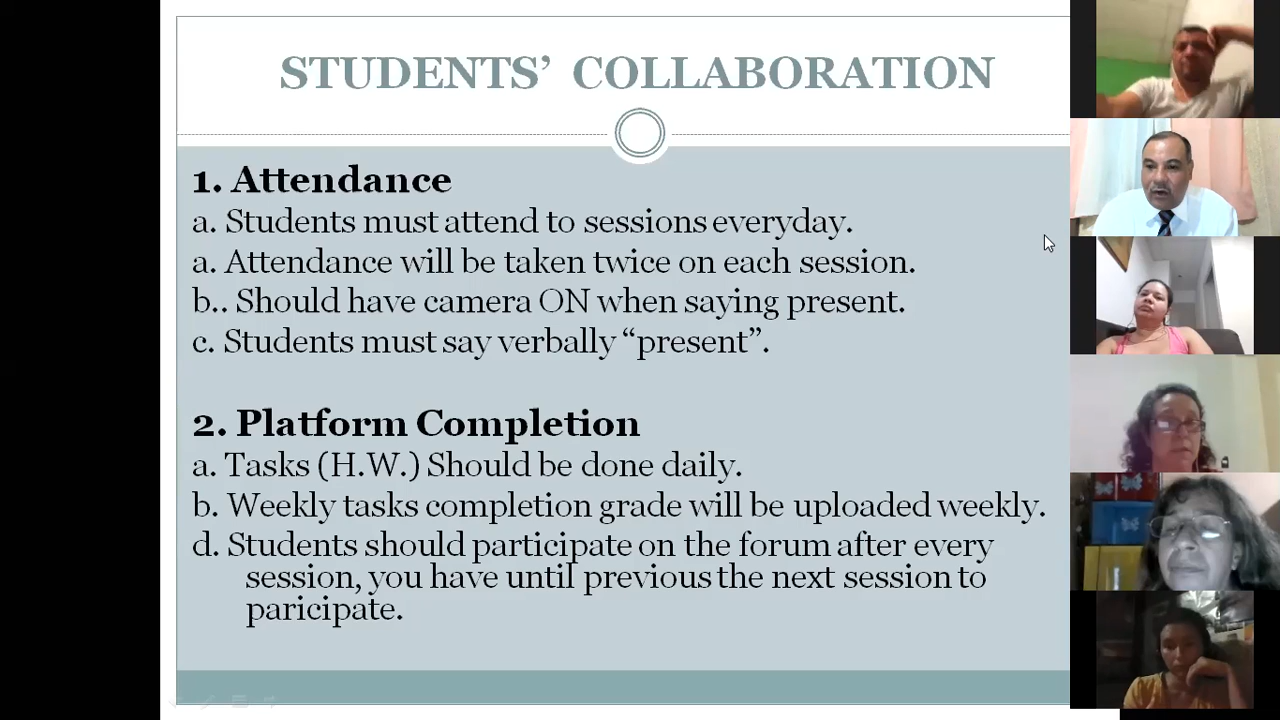 STUDENTS’ COLLABORATION
1. Attendance
a. Students must attend to sessions everyday.
a. Attendance will be taken twice on each session.
b.. Should have camera ON when saying present.
c. Students must say verbally “present”.
2. Platform Completion
a. Tasks (H.W.) Should be done daily.
b. Weekly tasks completion grade will be uploaded weekly.
d. Students should participate on the forum after every
session, you have until previous the next session to
paricipate.